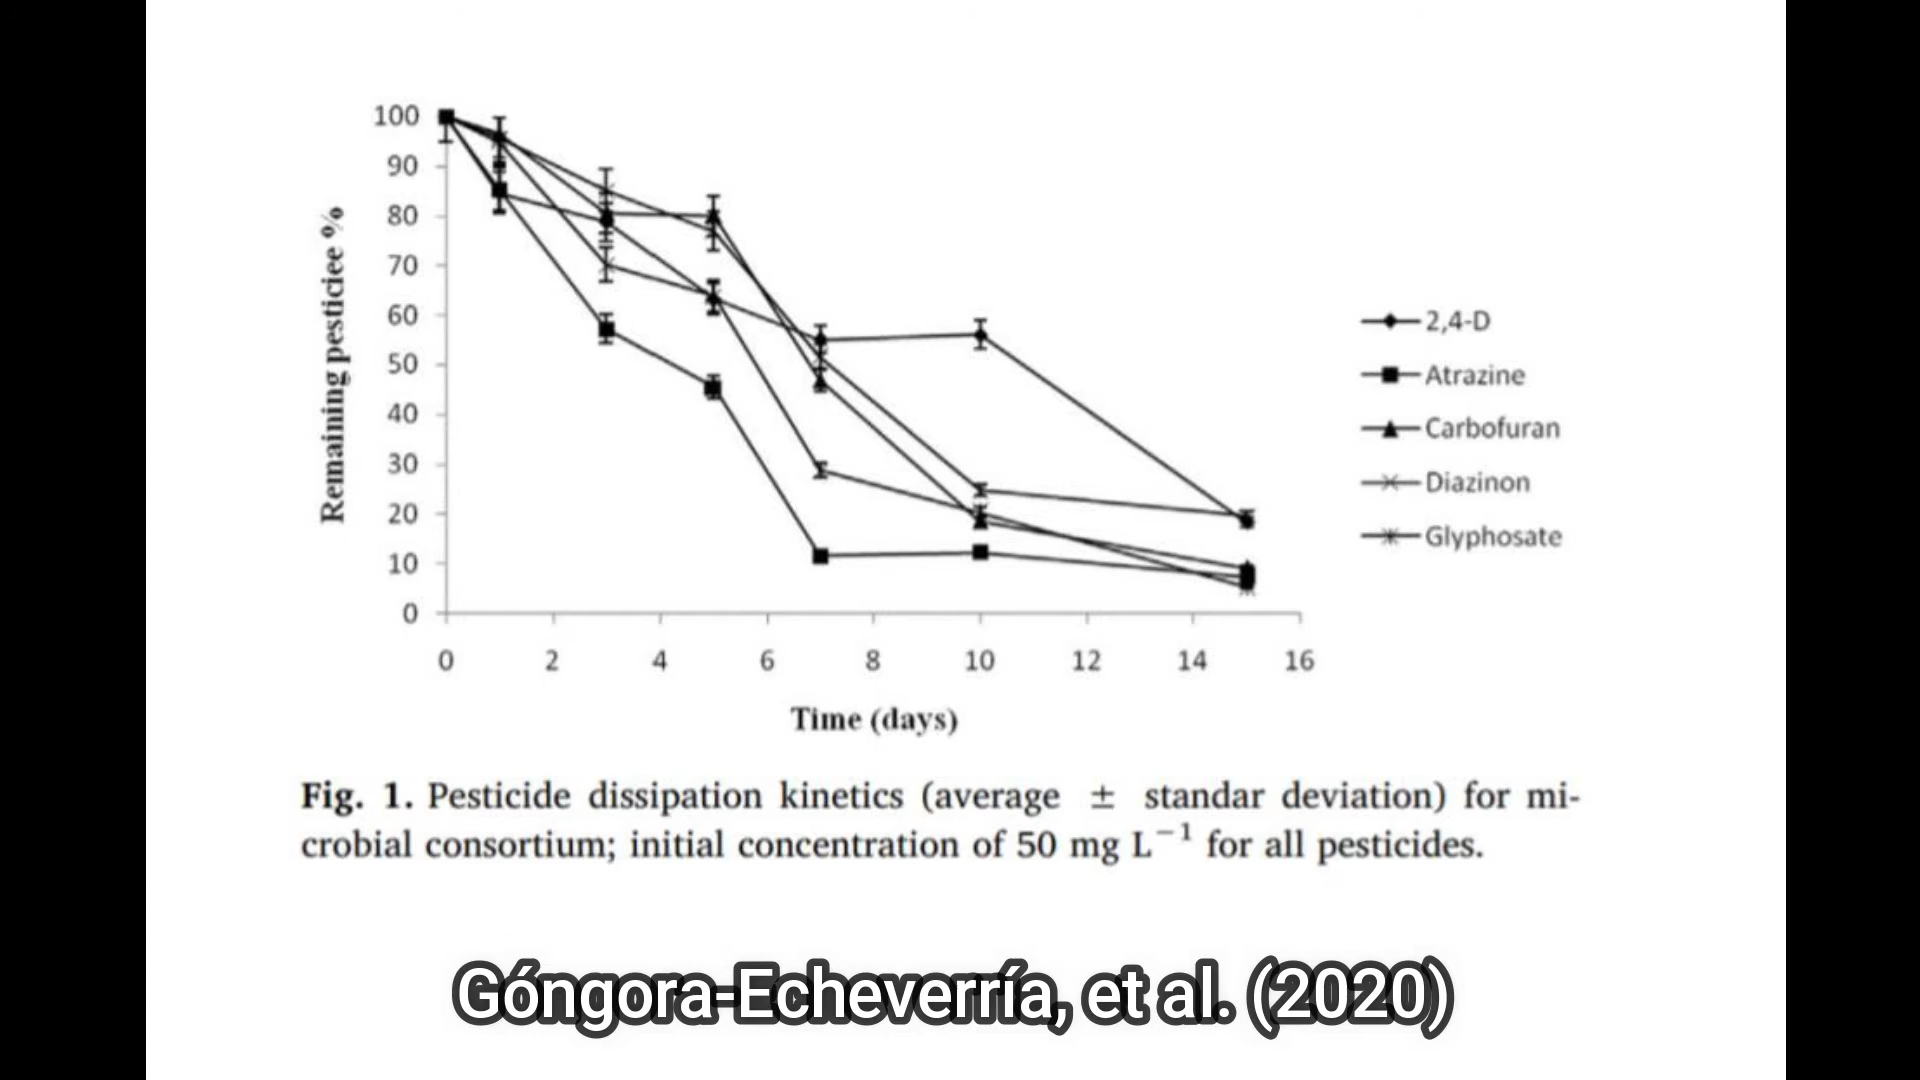 100
90
80
70
60
50
40
30
20
10
0
Remaining pesticiee %
0 2 4 6 8 10 12 14 16
Time (days)
2,4-D
Atrazine
Carbofuran
Diazinon
Glyphosate
Fig. 1. Pesticide dissipation kinetics (average ± standar deviation) for mi-
crobial consortium; initial concentration of 50 mg L⁻¹ for all pesticides.
Góngora-Echeverría, et al. (2020)